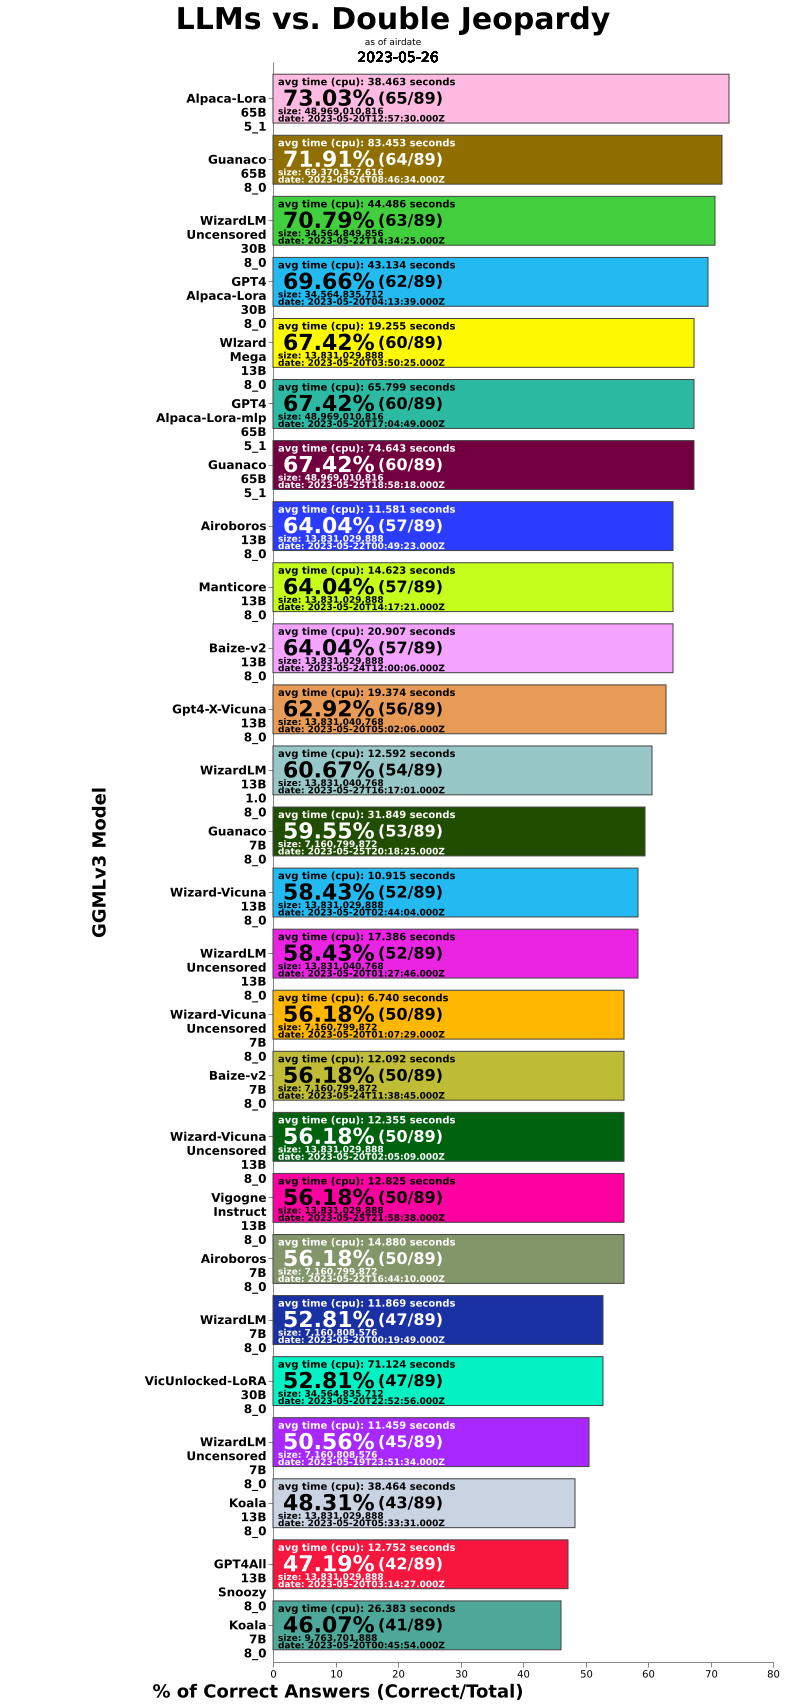 LLMs vs. Double Jeopardy
as of airdate
2023-05-26
GGMLv3 Model
Alpaca-Lora
65B
5_1
avg time (cpu): 38.463 seconds
73.03% (65/89)
size: 48,969,010,816
date: 2023-05-20T12:57:30.000Z
Guanaco
65B
8_0
avg time (cpu): 83.453 seconds
71.91% (64/89)
size: 69,370,367,616
date: 2023-05-26T08:46:34.000Z
WizardLM
Uncensored
30B
8_0
avg time (cpu): 44.486 seconds
70.79% (63/89)
size: 34,564,849,856
date: 2023-05-22T14:34:25.000Z
GPT4
Alpaca-Lora
30B
8_0
avg time (cpu): 43.134 seconds
69.66% (62/89)
size: 34,564,835,712
date: 2023-05-20T04:13:39.000Z
WIzard
Mega
13B
8_0
avg time (cpu): 19.255 seconds
67.42% (60/89)
size: 13,831,029,888
date: 2023-05-20T03:50:25.000Z
GPT4
Alpaca-Lora-mlp
65B
5_1
avg time (cpu): 65.799 seconds
67.42% (60/89)
size: 48,969,010,816
date: 2023-05-20T17:04:49.000Z
Guanaco
65B
5_1
avg time (cpu): 74.643 seconds
67.42% (60/89)
size: 48,969,010,816
date: 2023-05-25T18:58:18.000Z
Airoboros
13B
8_0
avg time (cpu): 11.581 seconds
64.04% (57/89)
size: 13,831,029,888
date: 2023-05-22T00:49:23.000Z
Manticore
13B
8_0
avg time (cpu): 14.623 seconds
64.04% (57/89)
size: 13,831,029,888
date: 2023-05-20T14:17:21.000Z
Baize-v2
13B
8_0
avg time (cpu): 20.907 seconds
64.04% (57/89)
size: 13,831,029,888
date: 2023-05-24T12:00:06.000Z
Gpt4-X-Vicuna
13B
8_0
avg time (cpu): 19.374 seconds
62.92% (56/89)
size: 13,831,040,768
date: 2023-05-20T05:02:06.000Z
WizardLM
13B
1.0
8_0
avg time (cpu): 12.592 seconds
60.67% (54/89)
size: 13,831,040,768
date: 2023-05-27T16:17:01.000Z
Guanaco
7B
8_0
avg time (cpu): 31.849 seconds
59.55% (53/89)
size: 7,160,799,872
date: 2023-05-25T20:18:25.000Z
Wizard-Vicuna
13B
8_0
avg time (cpu): 10.915 seconds
58.43% (52/89)
size: 13,831,029,888
date: 2023-05-20T02:44:04.000Z
WizardLM
Uncensored
13B
8_0
avg time (cpu): 17.386 seconds
58.43% (52/89)
size: 13,831,040,768
date: 2023-05-20T01:27:46.000Z
Wizard-Vicuna
Uncensored
7B
8_0
avg time (cpu): 6.740 seconds
56.18% (50/89)
size: 7,160,799,872
date: 2023-05-20T01:07:29.000Z
Baize-v2
7B
8_0
avg time (cpu): 12.092 seconds
56.18% (50/89)
size: 7,160,799,872
date: 2023-05-24T11:38:45.000Z
Wizard-Vicuna
Uncensored
13B
8_0
avg time (cpu): 12.355 seconds
56.18% (50/89)
size: 13,831,029,888
date: 2023-05-20T02:05:09.000Z
Vigogne
Instruct
13B
8_0
avg time (cpu): 12.825 seconds
56.18% (50/89)
size: 13,831,029,888
date: 2023-05-25T21:58:38.000Z
Airoboros
7B
8_0
avg time (cpu): 14.880 seconds
56.18% (50/89)
size: 7,160,799,872
date: 2023-05-22T16:44:10.000Z
WizardLM
7B
8_0
avg time (cpu): 11.869 seconds
52.81% (47/89)
size: 7,160,808,576
date: 2023-05-20T00:19:49.000Z
VicUnlocked-LoRA
30B
8_0
avg time (cpu): 71.124 seconds
52.81% (47/89)
size: 34,564,835,712
date: 2023-05-20T22:52:56.000Z
WizardLM
Uncensored
7B
8_0
avg time (cpu): 11.459 seconds
50.56% (45/89)
size: 7,160,808,576
date: 2023-05-19T23:51:34.000Z
Koala
13B
8_0
avg time (cpu): 38.464 seconds
48.31% (43/89)
size: 13,831,029,888
date: 2023-05-20T05:33:31.000Z
GPT4All
13B
Snoozy
8_0
avg time (cpu): 12.752 seconds
47.19% (42/89)
size: 13,831,029,888
date: 2023-05-20T03:14:27.000Z
Koala
7B
8_0
avg time (cpu): 26.383 seconds
46.07% (41/89)
size: 9,763,701,888
date: 2023-05-20T00:45:54.000Z
0 10 20 30 40 50 60 70 80
% of Correct Answers (Correct/Total)